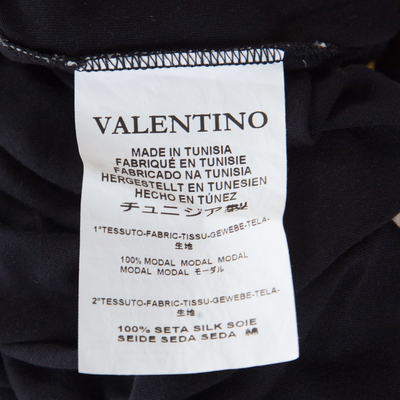 VALENTINO
MADE IN TUNISIA
FABRIQUÉ EN TUNISIE
FABRICADO NA TUNISIA
HERGESTELLT EN TUNESIEN
HECHO EN TÚNEZ
チュニジア製
1°TESSUTO-FABRIC-TISSU-GEWEBE-TELA-
生地
100% MODAL MODAL MODAL
MODAL MODAL モーダル
2°TESSUTO-FABRIC-TISSU-GEWEBE-TELA-
生地
100% SETA SILK SOIE
SEIDE SEDA SEDA 絹